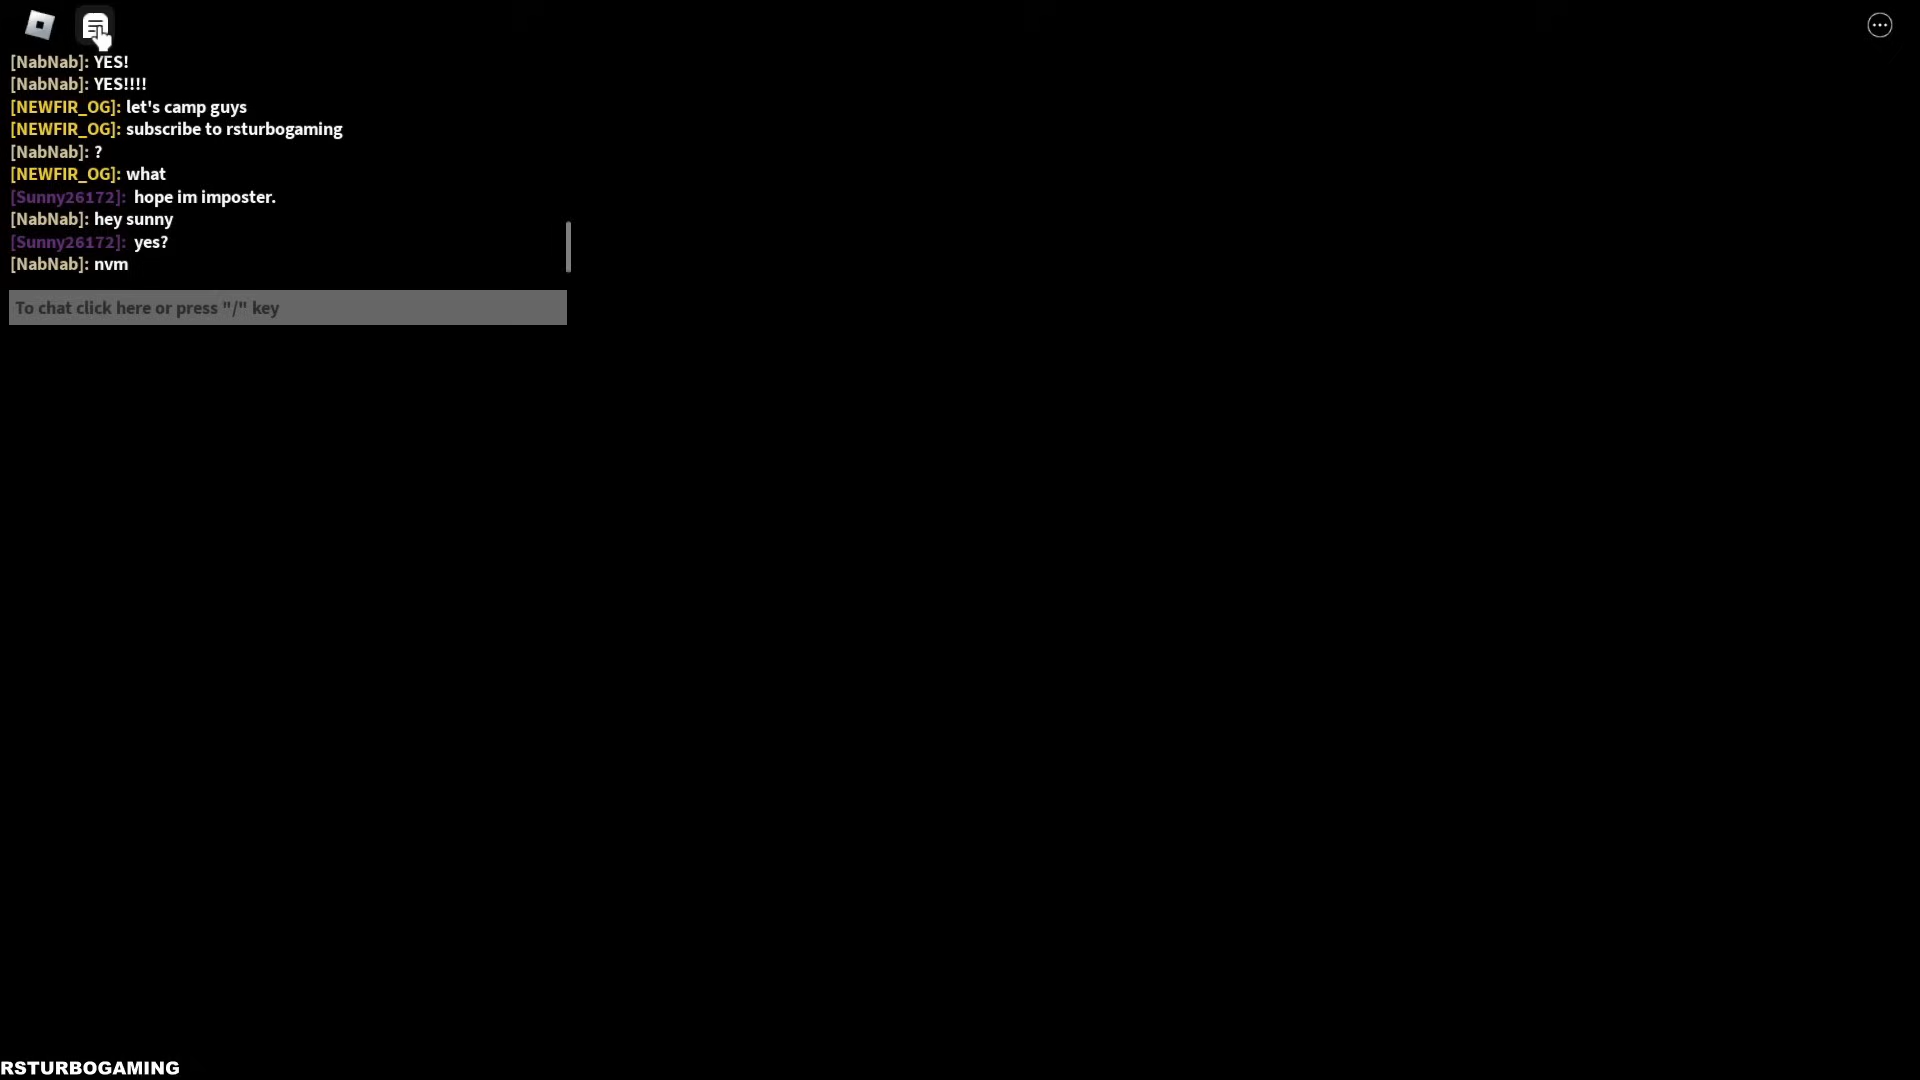 [NabNab]: YES!
[NabNab]: YES!!!!
[NEWFIR_OG]: let's camp guys
[NEWFIR_OG]: subscribe to rsturbogaming
[NabNab]: ?
[NEWFIR_OG]: what
[Sunny26172]: hope im imposter.
[NabNab]: hey sunny
[Sunny26172]: yes?
[NabNab]: nvm
To chat click here or press "/" key
RSTURBOGAMING